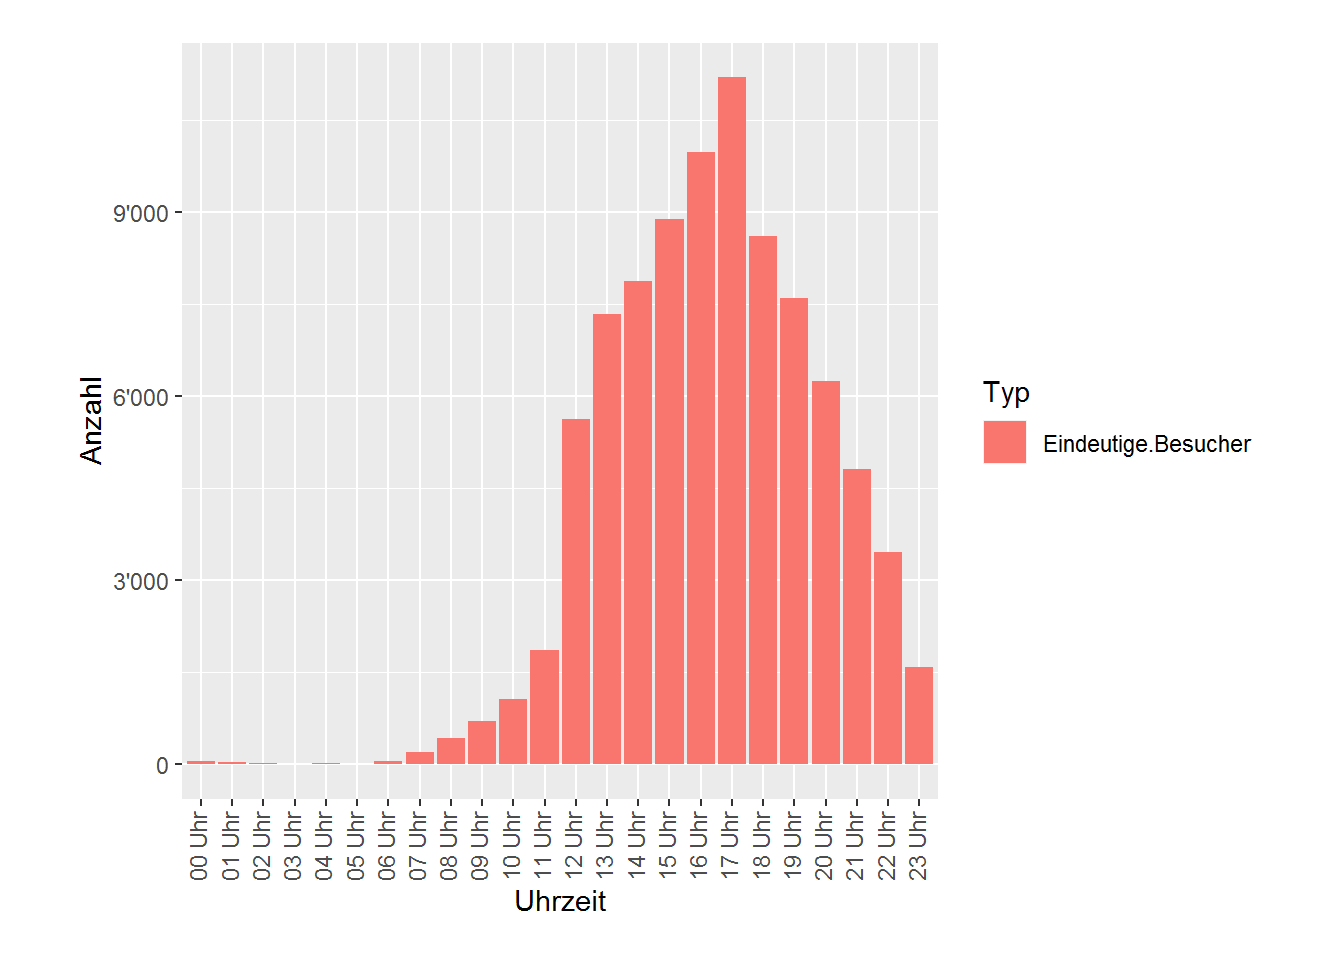 Anzahl
9'000
6'000
3'000
0
00 Uhr
01 Uhr
02 Uhr
03 Uhr
04 Uhr
05 Uhr
06 Uhr
07 Uhr
08 Uhr
09 Uhr
10 Uhr
11 Uhr
12 Uhr
13 Uhr
14 Uhr
15 Uhr
16 Uhr
17 Uhr
18 Uhr
19 Uhr
20 Uhr
21 Uhr
22 Uhr
23 Uhr
Uhrzeit
Typ
Eindeutige.Besucher